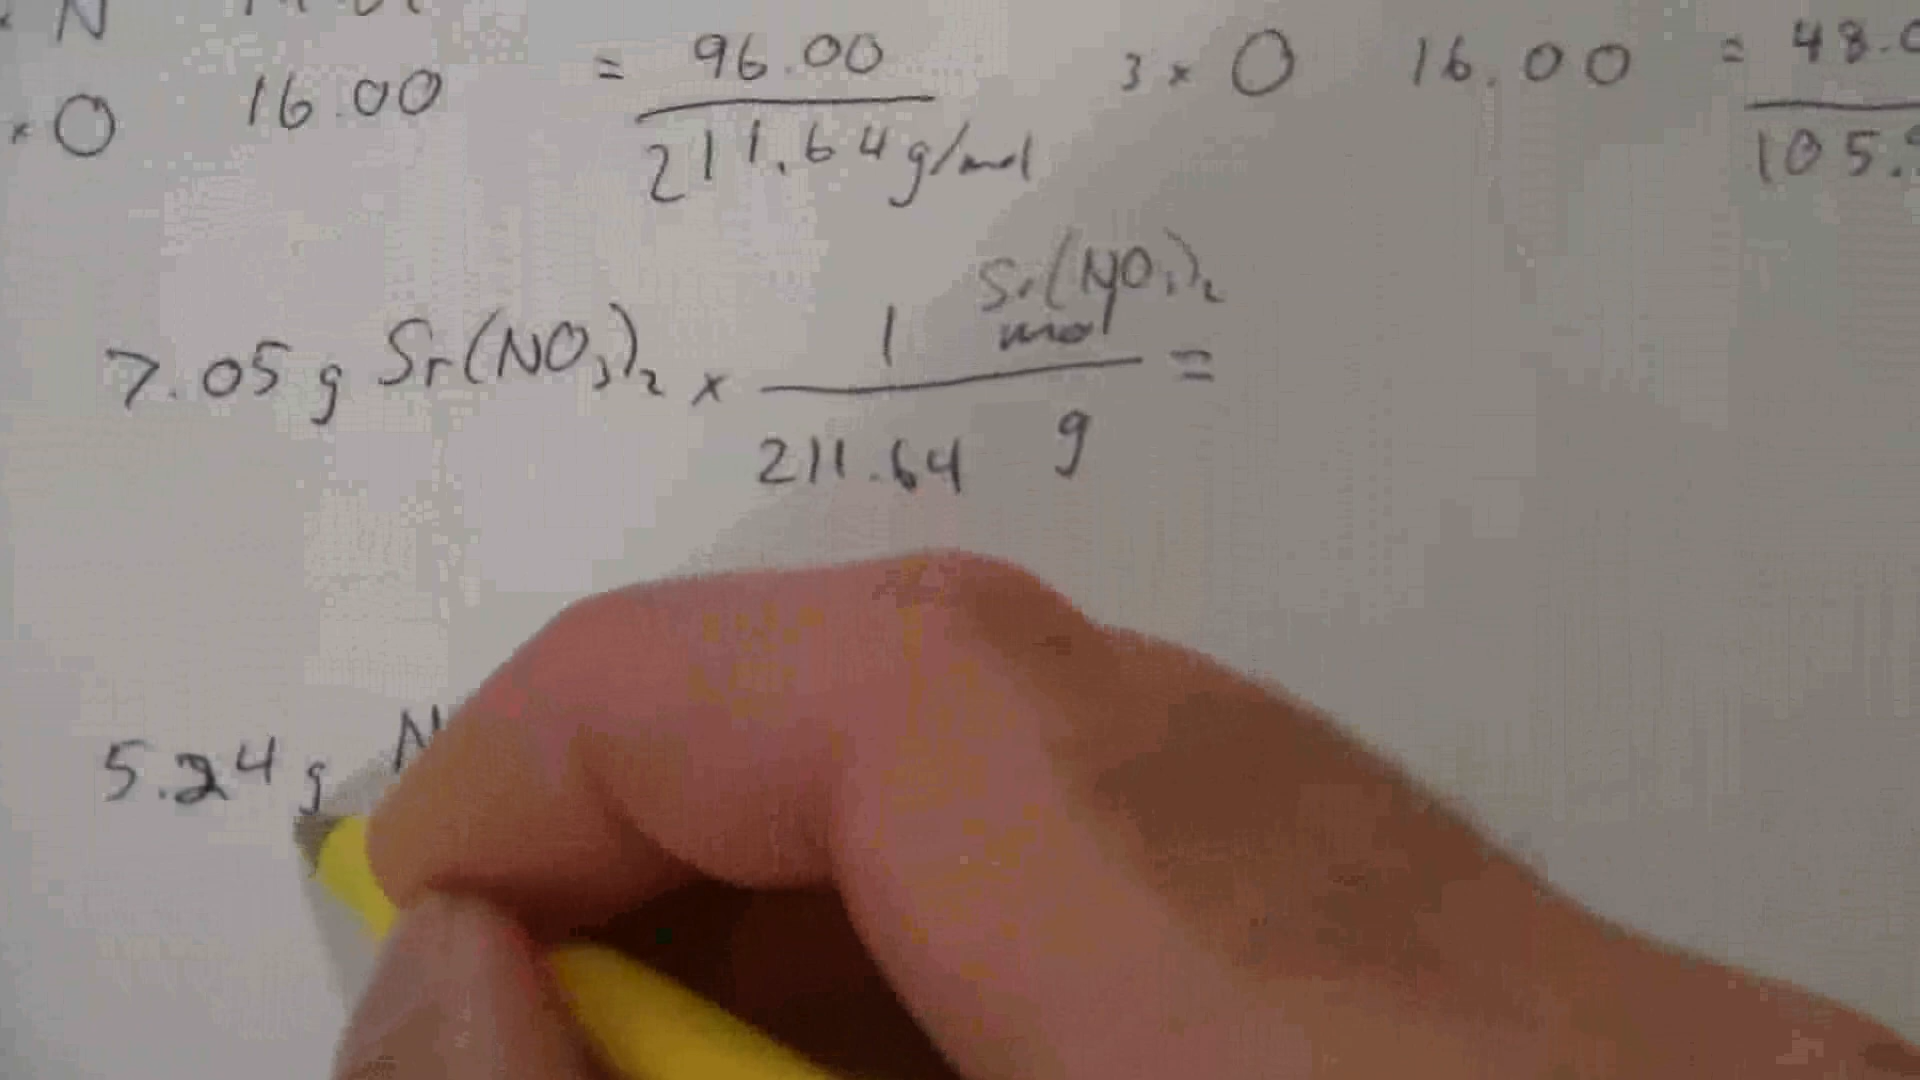 N
× O 16.00 = 96.00 3 × O 16.00 = 48.0
211.64 g/mol 105.9
Sr(NO3)2
7.05 g Sr(NO3)2 × 1 mol =
211.64 g
5.24 g N